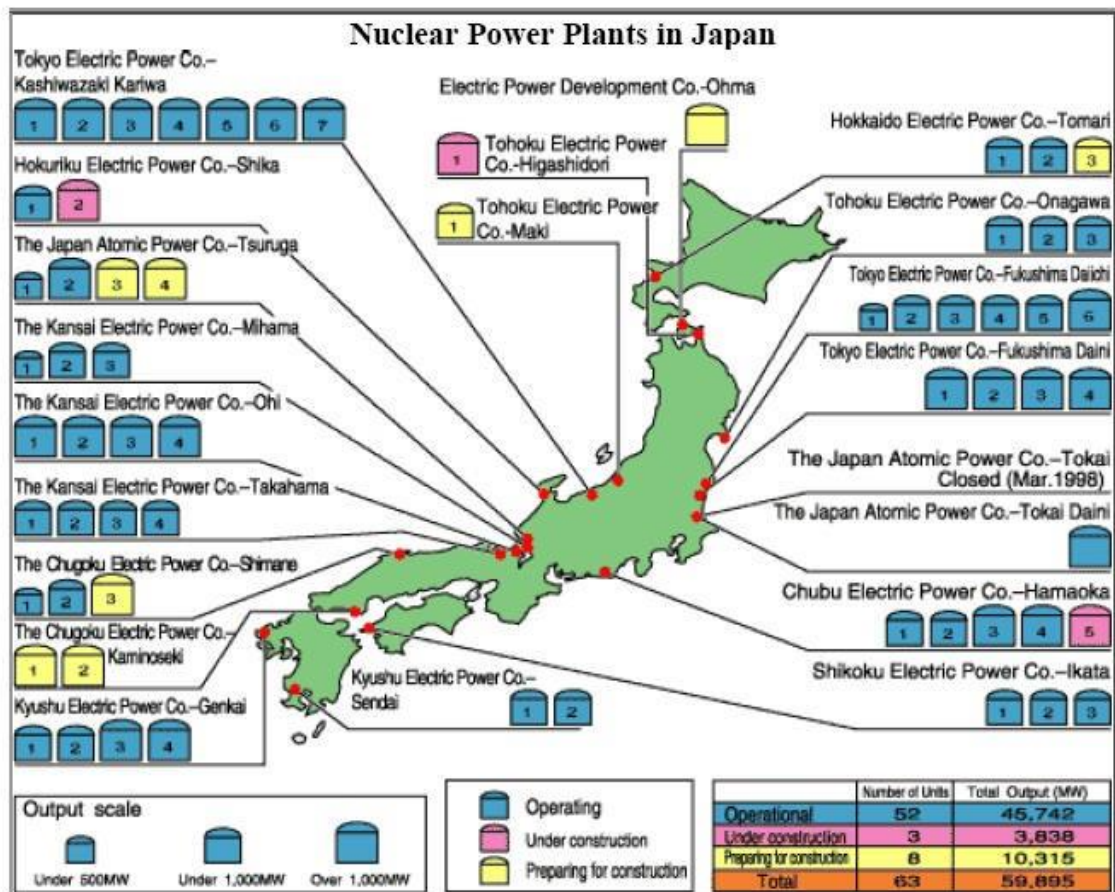 Nuclear Power Plants in Japan
Tokyo Electric Power Co.–
Kashiwazaki Kariwa
1 2 3 4 5 6 7
Hokuriku Electric Power Co.–Shika
1 2
The Japan Atomic Power Co.–Tsuruga
1 2 3 4
The Kansai Electric Power Co.–Mihama
1 2 3
The Kansai Electric Power Co.–Ohi
1 2 3 4
The Kansai Electric Power Co.–Takahama
1 2 3 4
The Chugoku Electric Power Co.–Shimane
1 2 3
The Chugoku Electric Power Co.–
Kaminoseki
1 2
Kyushu Electric Power Co.–Genkai
1 2 3 4
Electric Power Development Co.-Ohma
1 Tohoku Electric Power
Co.-Higashidori
1 Tohoku Electric Power
Co.-Maki
Hokkaido Electric Power Co.–Tomari
1 2 3
Tohoku Electric Power Co.–Onagawa
1 2 3
Tokyo Electric Power Co.–Fukushima Daiichi
1 2 3 4 5 6
Tokyo Electric Power Co.–Fukushima Daini
1 2 3 4
The Japan Atomic Power Co.–Tokai
Closed (Mar.1998)
The Japan Atomic Power Co.–Tokai Daini
Chubu Electric Power Co.–Hamaoka
1 2 3 4 5
Shikoku Electric Power Co.–Ikata
1 2 3
Kyushu Electric Power Co.–
Sendai
1 2
Output scale
Under 500MW Under 1,000MW Over 1,000MW
Operating
Under construction
Preparing for construction
Number of Units Total Output (MW)
Operational 52 45,742
Under construction 3 3,838
Preparing for construction 8 10,315
Total 63 59,895